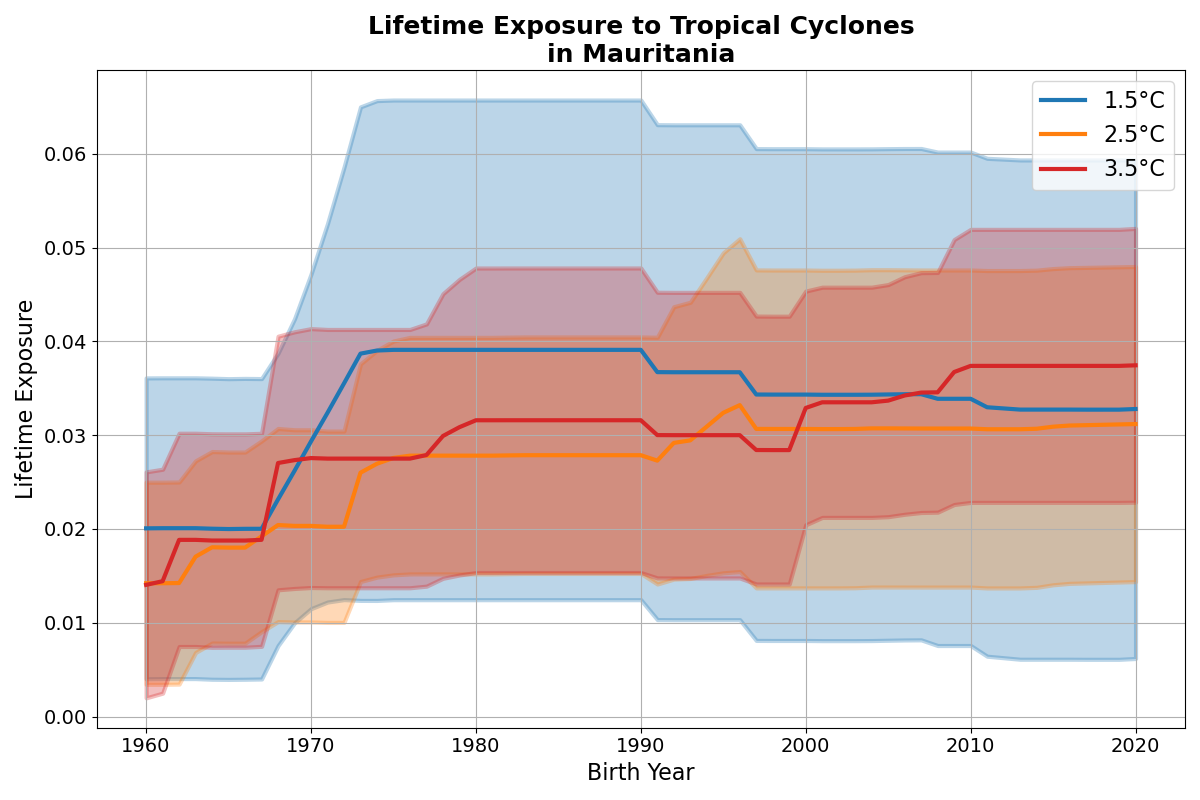 Lifetime Exposure to Tropical Cyclones
in Mauritania
1.5°C
2.5°C
3.5°C
Lifetime Exposure
0.06
0.05
0.04
0.03
0.02
0.01
0.00
1960 1970 1980 1990 2000 2010 2020
Birth Year